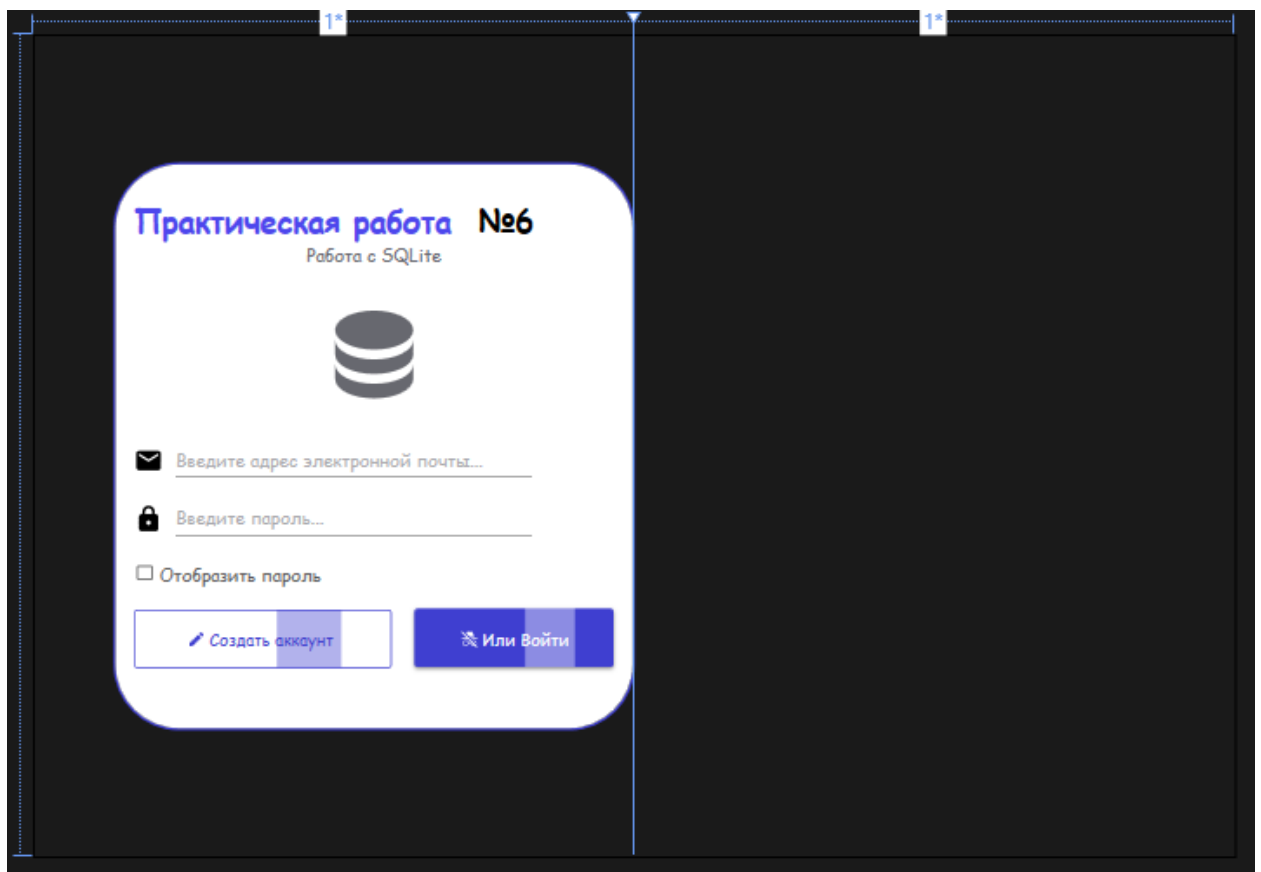 1* 1*
Практическая работа №6
Работа с SQLite
Введите адрес электронной почты...
Введите пароль...
Отобразить пароль
Создать аккаунт Или Войти